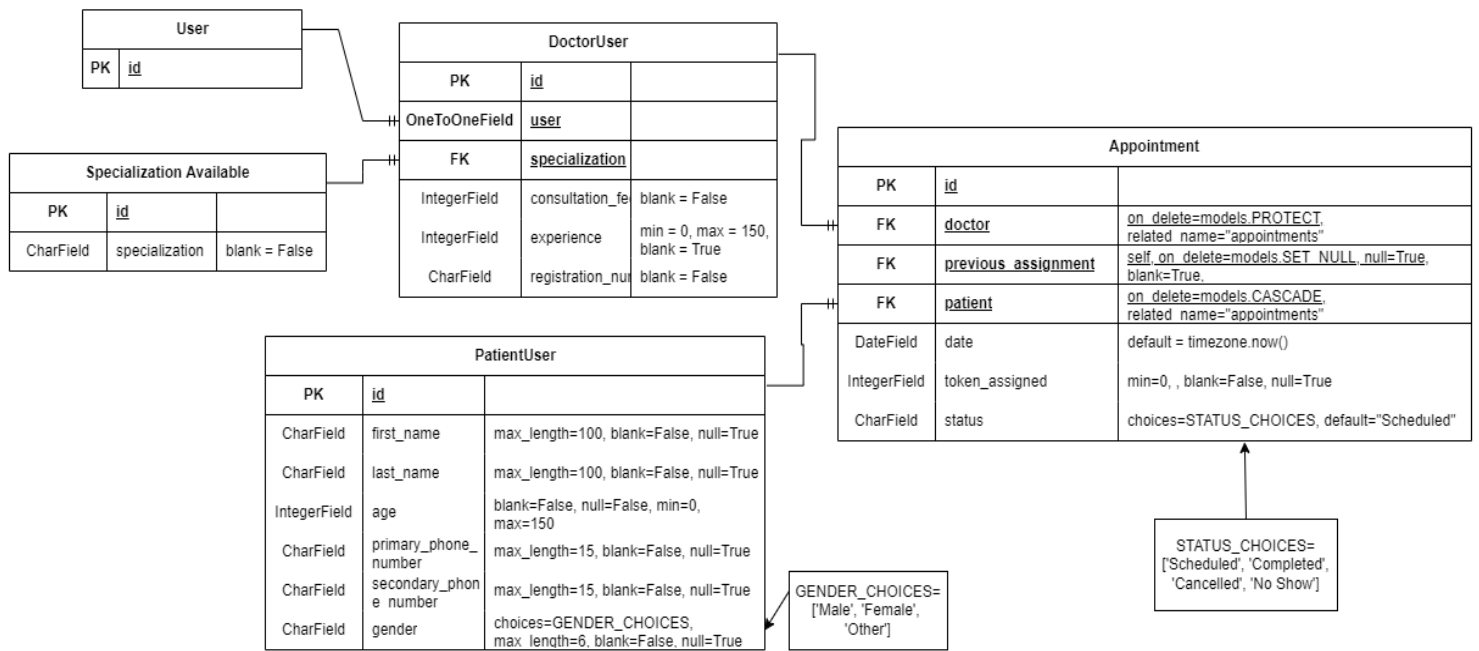 User
PK id
DoctorUser
PK id
OneToOneField user
FK specialization
IntegerField consultation_fe blank = False
IntegerField experience min = 0, max = 150,
blank = True
CharField registration_nu blank = False
Specialization Available
PK id
CharField specialization blank = False
Appointment
PK id
FK doctor on_delete=models.PROTECT,
related_name="appointments"
FK previous_assignment self, on_delete=models.SET_NULL, null=True,
blank=True,
FK patient on_delete=models.CASCADE,
related_name="appointments"
DateField date default = timezone.now()
IntegerField token_assigned min=0, , blank=False, null=True
CharField status choices=STATUS_CHOICES, default="Scheduled"
PatientUser
PK id
CharField first_name max_length=100, blank=False, null=True
CharField last_name max_length=100, blank=False, null=True
IntegerField age blank=False, null=False, min=0,
max=150
CharField primary_phone_
number max_length=15, blank=False, null=True
CharField secondary_phon
e_number max_length=15, blank=False, null=True
CharField gender choices=GENDER_CHOICES,
max_length=6, blank=False, null=True
GENDER_CHOICES=
['Male', 'Female',
'Other']
STATUS_CHOICES=
['Scheduled', 'Completed',
'Cancelled', 'No Show']